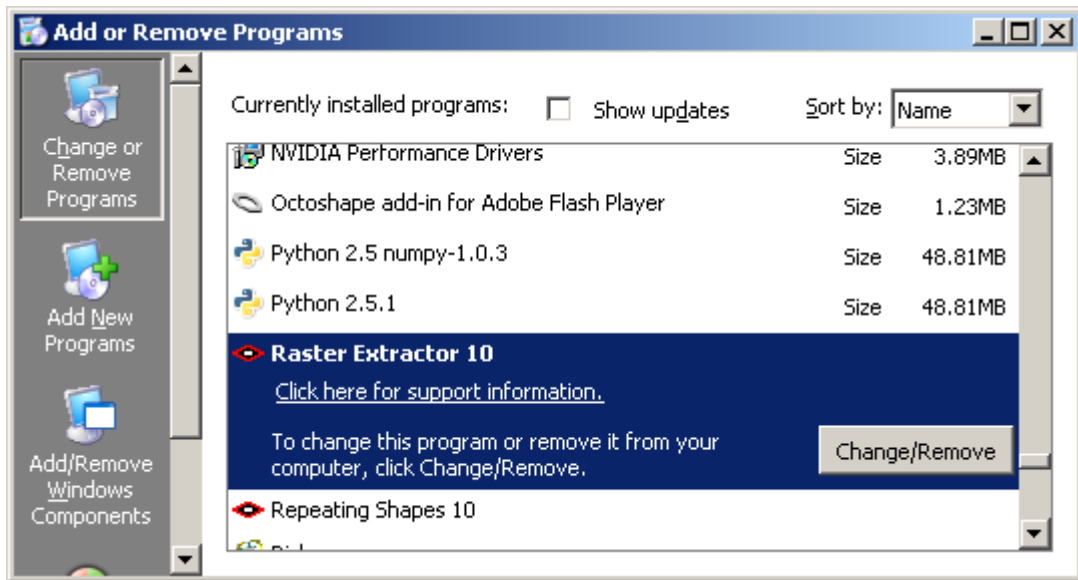 Add or Remove Programs
Change or
Remove
Programs
Add New
Programs
Add/Remove
Windows
Components
Currently installed programs: Show updates Sort by: Name
NVIDIA Performance Drivers Size 3.89MB
Octoshape add-in for Adobe Flash Player Size 1.23MB
Python 2.5 numpy-1.0.3 Size 48.81MB
Python 2.5.1 Size 48.81MB
Raster Extractor 10
Click here for support information.
To change this program or remove it from your
computer, click Change/Remove.
Change/Remove
Repeating Shapes 10